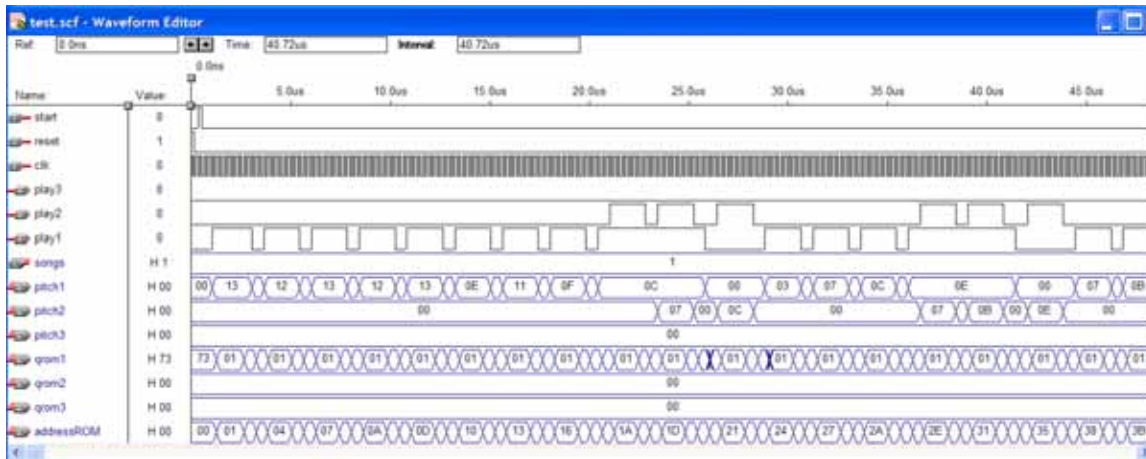 test.scf - Waveform Editor
Ref: 0.0ns Time: 40.72us Interval: 40.72us
0.0ns
Name: Value: 5.0us 10.0us 15.0us 20.0us 25.0us 30.0us 35.0us 40.0us 45.0us
start 0
reset 1
clk 0
play3 0
play2 0
play1 0
songs H 1 1
pitch1 H 00 00 13 12 13 12 13 0E 11 0F 0C 00 03 07 0C 0E 00 07 0B
pitch2 H 00 00 07 00 0C 00 07 0B 00 0E 00
pitch3 H 00 00
qrom1 H 73 73 01 01 01 01 01 01 01 01 01 01 01 01 01 01 01 01 01 01 01 01
qrom2 H 00 00
qrom3 H 00 00
addressROM H 00 00 01 04 07 0A 0D 10 13 16 1A 1D 21 24 27 2A 2E 31 35 38 3B